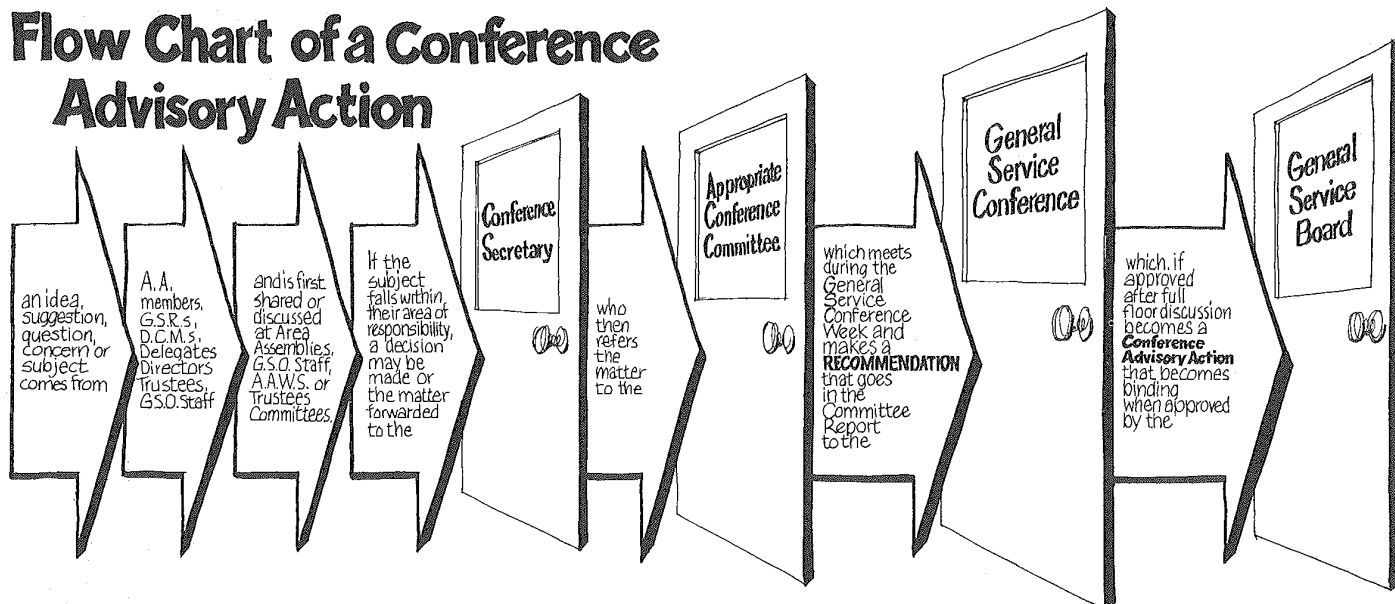 Flow Chart of a Conference
Advisory Action
an idea,
suggestion,
question,
concern or
subject
comes from
A.A.
members,
G.S.R.s,
D.C.M.s,
Delegates
Directors
Trustees,
G.S.O. Staff
and is first
shared or
discussed
at Area
Assemblies,
G.S.O. Staff,
A.A.W.S. or
Trustees
Committees.
If the
subject
falls within
their area of
responsibility,
a decision
may be
made or
the matter
forwarded
to the
Conference
Secretary
who
then
refers
the
matter
to the
Appropriate
Conference
Committee
which meets
during the
General
Service
Conference
Week and
makes a
RECOMMENDATION
that goes
in the
Committee
Report
to the
General
Service
Conference
which, if
approved
after full
floor discussion
becomes a
Conference
Advisory Action
that becomes
binding
when approved
by the
General
Service
Board